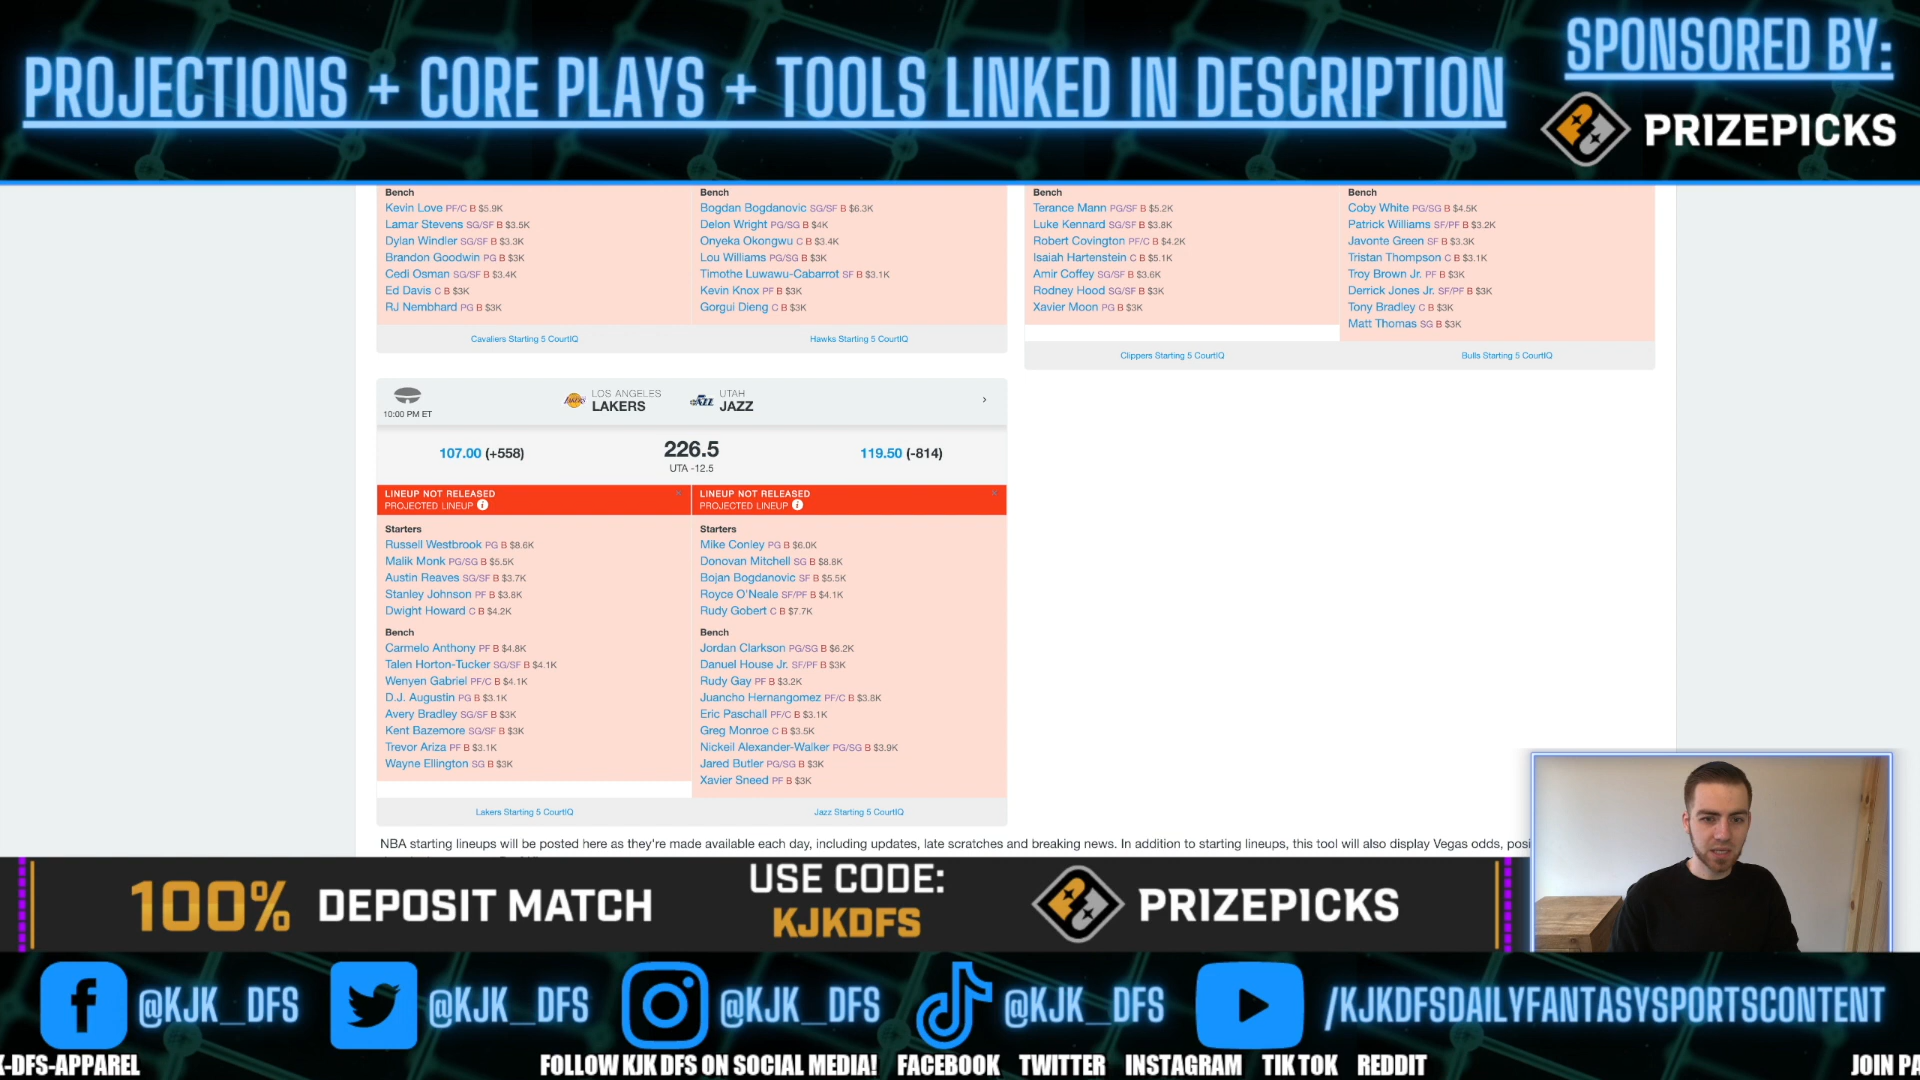 PROJECTIONS + CORE PLAYS + TOOLS LINKED IN DESCRIPTION
SPONSORED BY:
PRIZEPICKS
Bench
Kevin Love PF/C B $5.9K
Lamar Stevens SG/SF B $3.5K
Dylan Windler SG/SF B $3.3K
Brandon Goodwin PG B $3K
Cedi Osman SG/SF B $3.4K
Ed Davis C B $3K
RJ Nembhard PG B $3K
Cavaliers Starting 5 CourtIQ
Bench
Bogdan Bogdanovic SG/SF B $6.3K
Delon Wright PG/SG B $4K
Onyeka Okongwu C B $3.4K
Lou Williams PG/SG B $3K
Timothe Luwawu-Cabarrot SF B $3.1K
Kevin Knox PF B $3K
Gorgui Dieng C B $3K
Hawks Starting 5 CourtIQ
Bench
Terance Mann PG/SF B $5.2K
Luke Kennard SG/SF B $3.8K
Robert Covington PF/C B $4.2K
Isaiah Hartenstein C B $5.1K
Amir Coffey SG/SF B $3.6K
Rodney Hood SG/SF B $3K
Xavier Moon PG B $3K
Clippers Starting 5 CourtIQ
Bench
Coby White PG/SG B $4.5K
Patrick Williams SF/PF B $3.2K
Javonte Green SF B $3.3K
Tristan Thompson C B $3.1K
Troy Brown Jr. PF B $3K
Derrick Jones Jr. SF/PF B $3K
Tony Bradley C B $3K
Matt Thomas SG B $3K
Bulls Starting 5 CourtIQ
10:00 PM ET
LOS ANGELES
LAKERS
UTAH
JAZZ
107.00 (+558)
226.5
UTA -12.5
119.50 (-814)
LINEUP NOT RELEASED
PROJECTED LINEUP
Starters
Russell Westbrook PG B $8.6K
Malik Monk PG/SG B $5.5K
Austin Reaves SG/SF B $3.7K
Stanley Johnson PF B $3.8K
Dwight Howard C B $4.2K
Bench
Carmelo Anthony PF B $4.8K
Talen Horton-Tucker SG/SF B $4.1K
Wenyen Gabriel PF/C B $4.1K
D.J. Augustin PG B $3.1K
Avery Bradley SG/SF B $3K
Kent Bazemore SG/SF B $3K
Trevor Ariza PF B $3.1K
Wayne Ellington SG B $3K
Lakers Starting 5 CourtIQ
LINEUP NOT RELEASED
PROJECTED LINEUP
Starters
Mike Conley PG B $6.0K
Donovan Mitchell SG B $8.8K
Bojan Bogdanovic SF B $5.5K
Royce O'Neale SF/PF B $4.1K
Rudy Gobert C B $7.7K
Bench
Jordan Clarkson PG/SG B $6.2K
Danuel House Jr. SF/PF B $3K
Rudy Gay PF B $3.2K
Juancho Hernangomez PF/C B $3.8K
Eric Paschall PF/C B $3.1K
Greg Monroe C B $3.5K
Nickeil Alexander-Walker PG/SG B $3.9K
Jared Butler PG/SG B $3K
Xavier Sneed PF B $3K
Jazz Starting 5 CourtIQ
NBA starting lineups will be posted here as they're made available each day, including updates, late scratches and breaking news. In addition to starting lineups, this tool will also display Vegas odds, posi
100% DEPOSIT MATCH
USE CODE:
KJKDFS
PRIZEPICKS
@KJK_DFS
@KJK_DFS
@KJK_DFS
@KJK_DFS
/KJKDFSDAILYFANTASYSPORTSCONTENT
K-DFS-APPAREL
FOLLOW KJK DFS ON SOCIAL MEDIA! FACEBOOK TWITTER INSTAGRAM TIK TOK REDDIT
JOIN PA